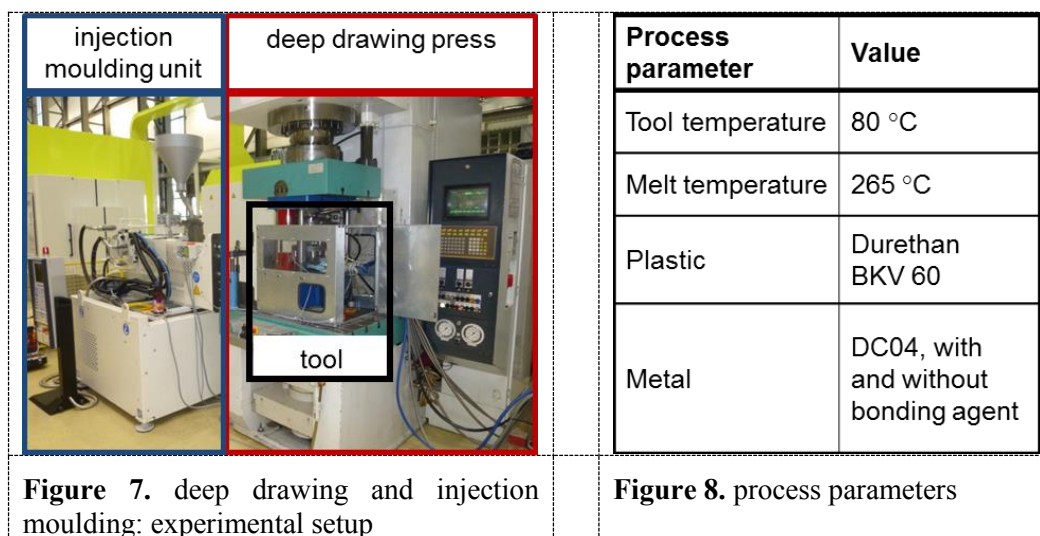 injection
moulding unit
deep drawing press
tool
Figure 7. deep drawing and injection
moulding: experimental setup
Process
parameter
Value
Tool temperature
80 °C
Melt temperature
265 °C
Plastic
Durethan
BKV 60
Metal
DC04, with
and without
bonding agent
Figure 8. process parameters